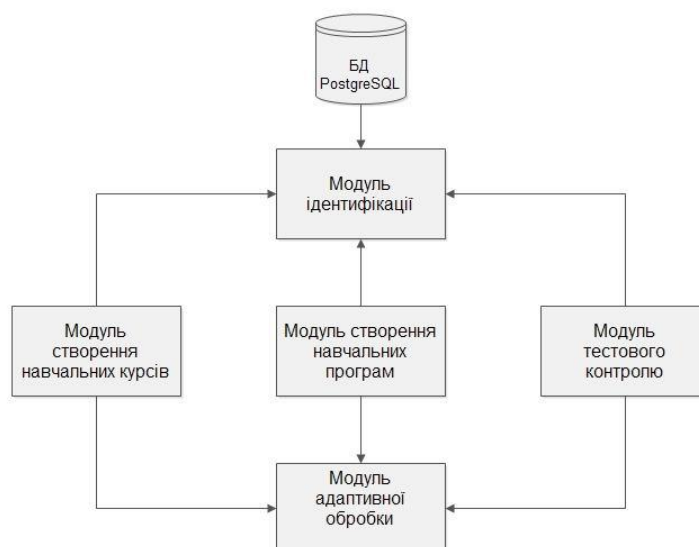 БД
PostgreSQL
Модуль
ідентифікації
Модуль
створення
навчальних курсів
Модуль створення
навчальних
програм
Модуль
тестового
контролю
Модуль
адаптивної
обробки